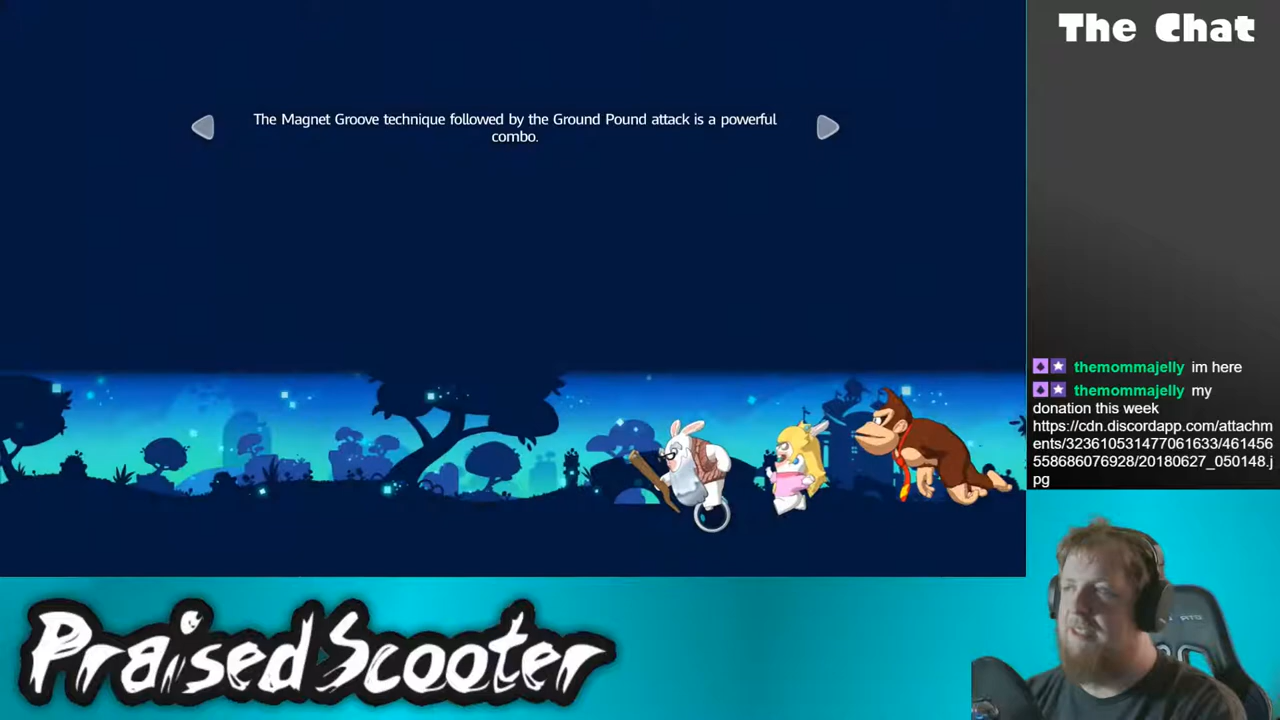 The Chat
The Magnet Groove technique followed by the Ground Pound attack is a powerful
combo.
themommajelly im here
themommajelly my
donation this week
https://cdn.discordapp.com/attachm
ents/323610531477061633/461456
558686076928/20180627_050148.j
pg
PraisedScooter